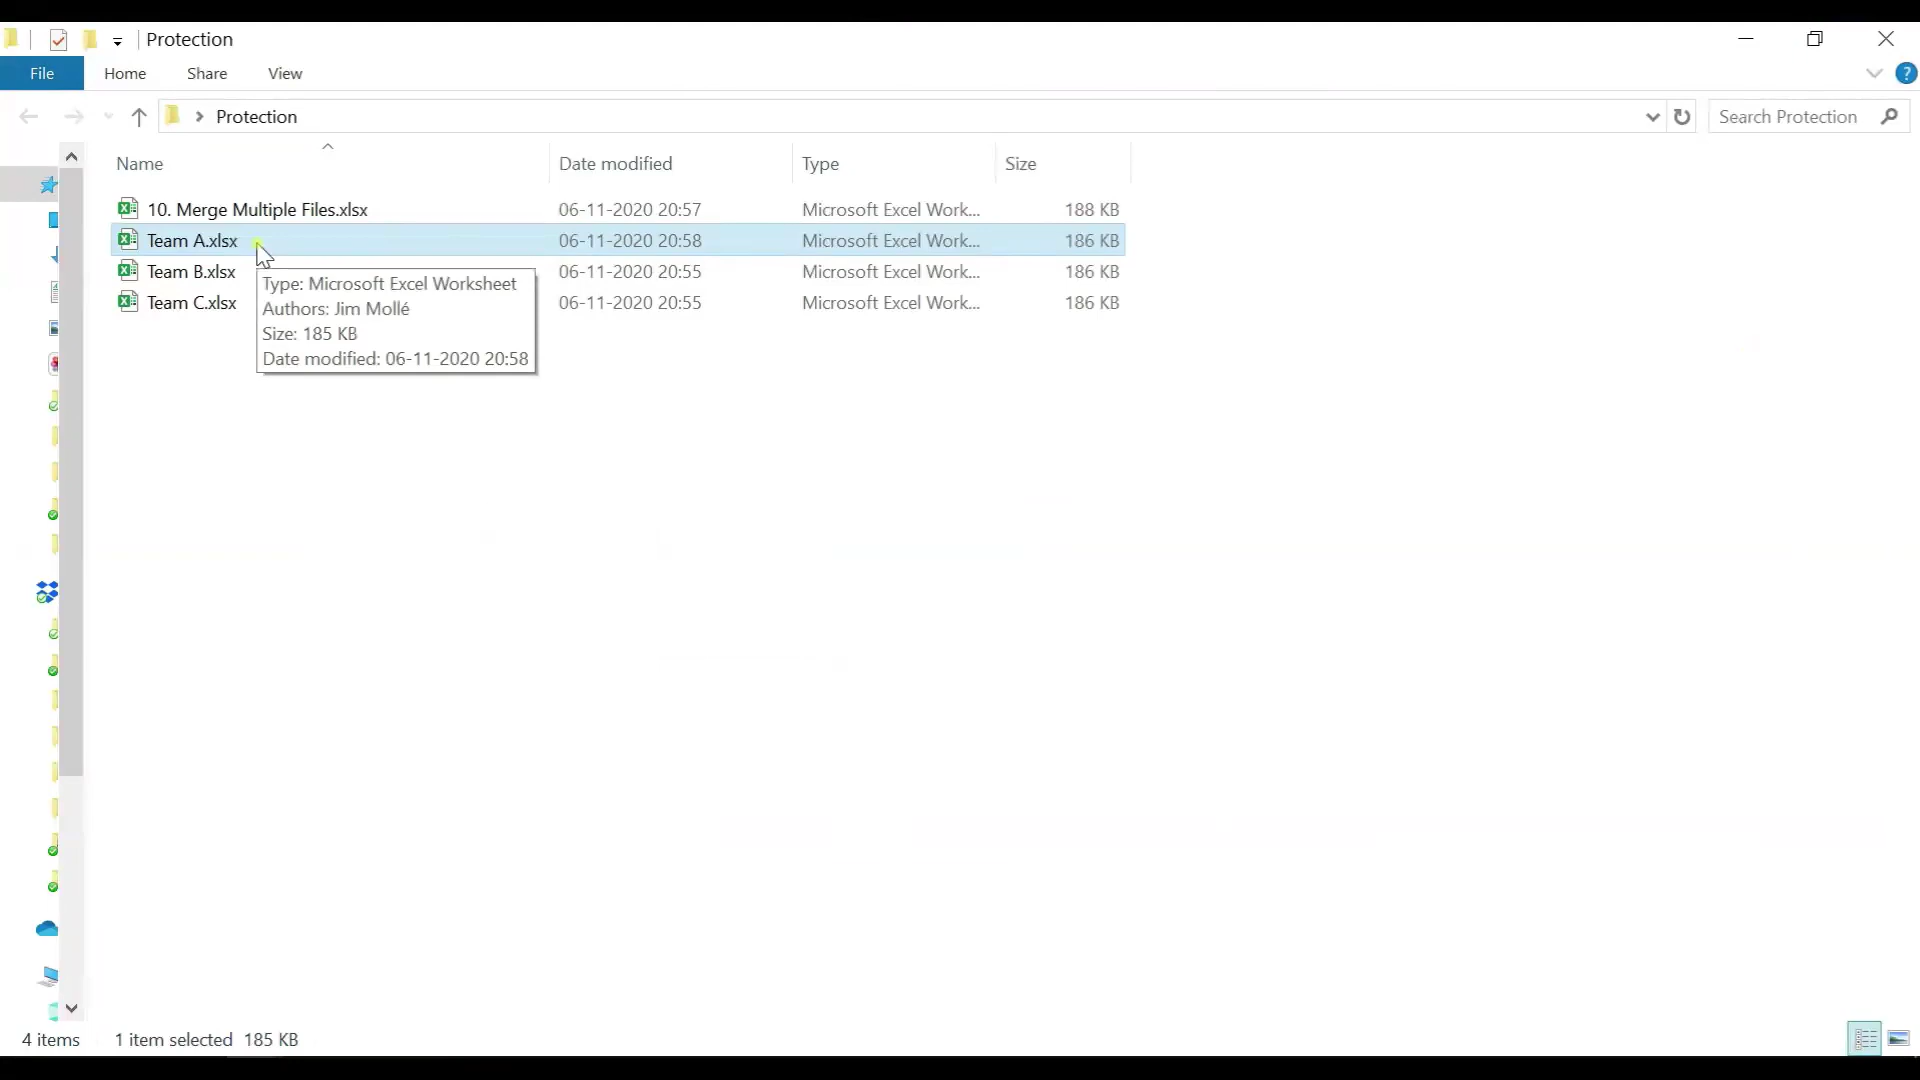 Protection
File Home Share View ?
Protection Search Protection
Name Date modified Type Size
10. Merge Multiple Files.xlsx 06-11-2020 20:57 Microsoft Excel Work... 188 KB
Team A.xlsx 06-11-2020 20:58 Microsoft Excel Work... 186 KB
Team B.xlsx 06-11-2020 20:55 Microsoft Excel Work... 186 KB
Team C.xlsx 06-11-2020 20:55 Microsoft Excel Work... 186 KB
Type: Microsoft Excel Worksheet
Authors: Jim Mollé
Size: 185 KB
Date modified: 06-11-2020 20:58
4 items 1 item selected 185 KB